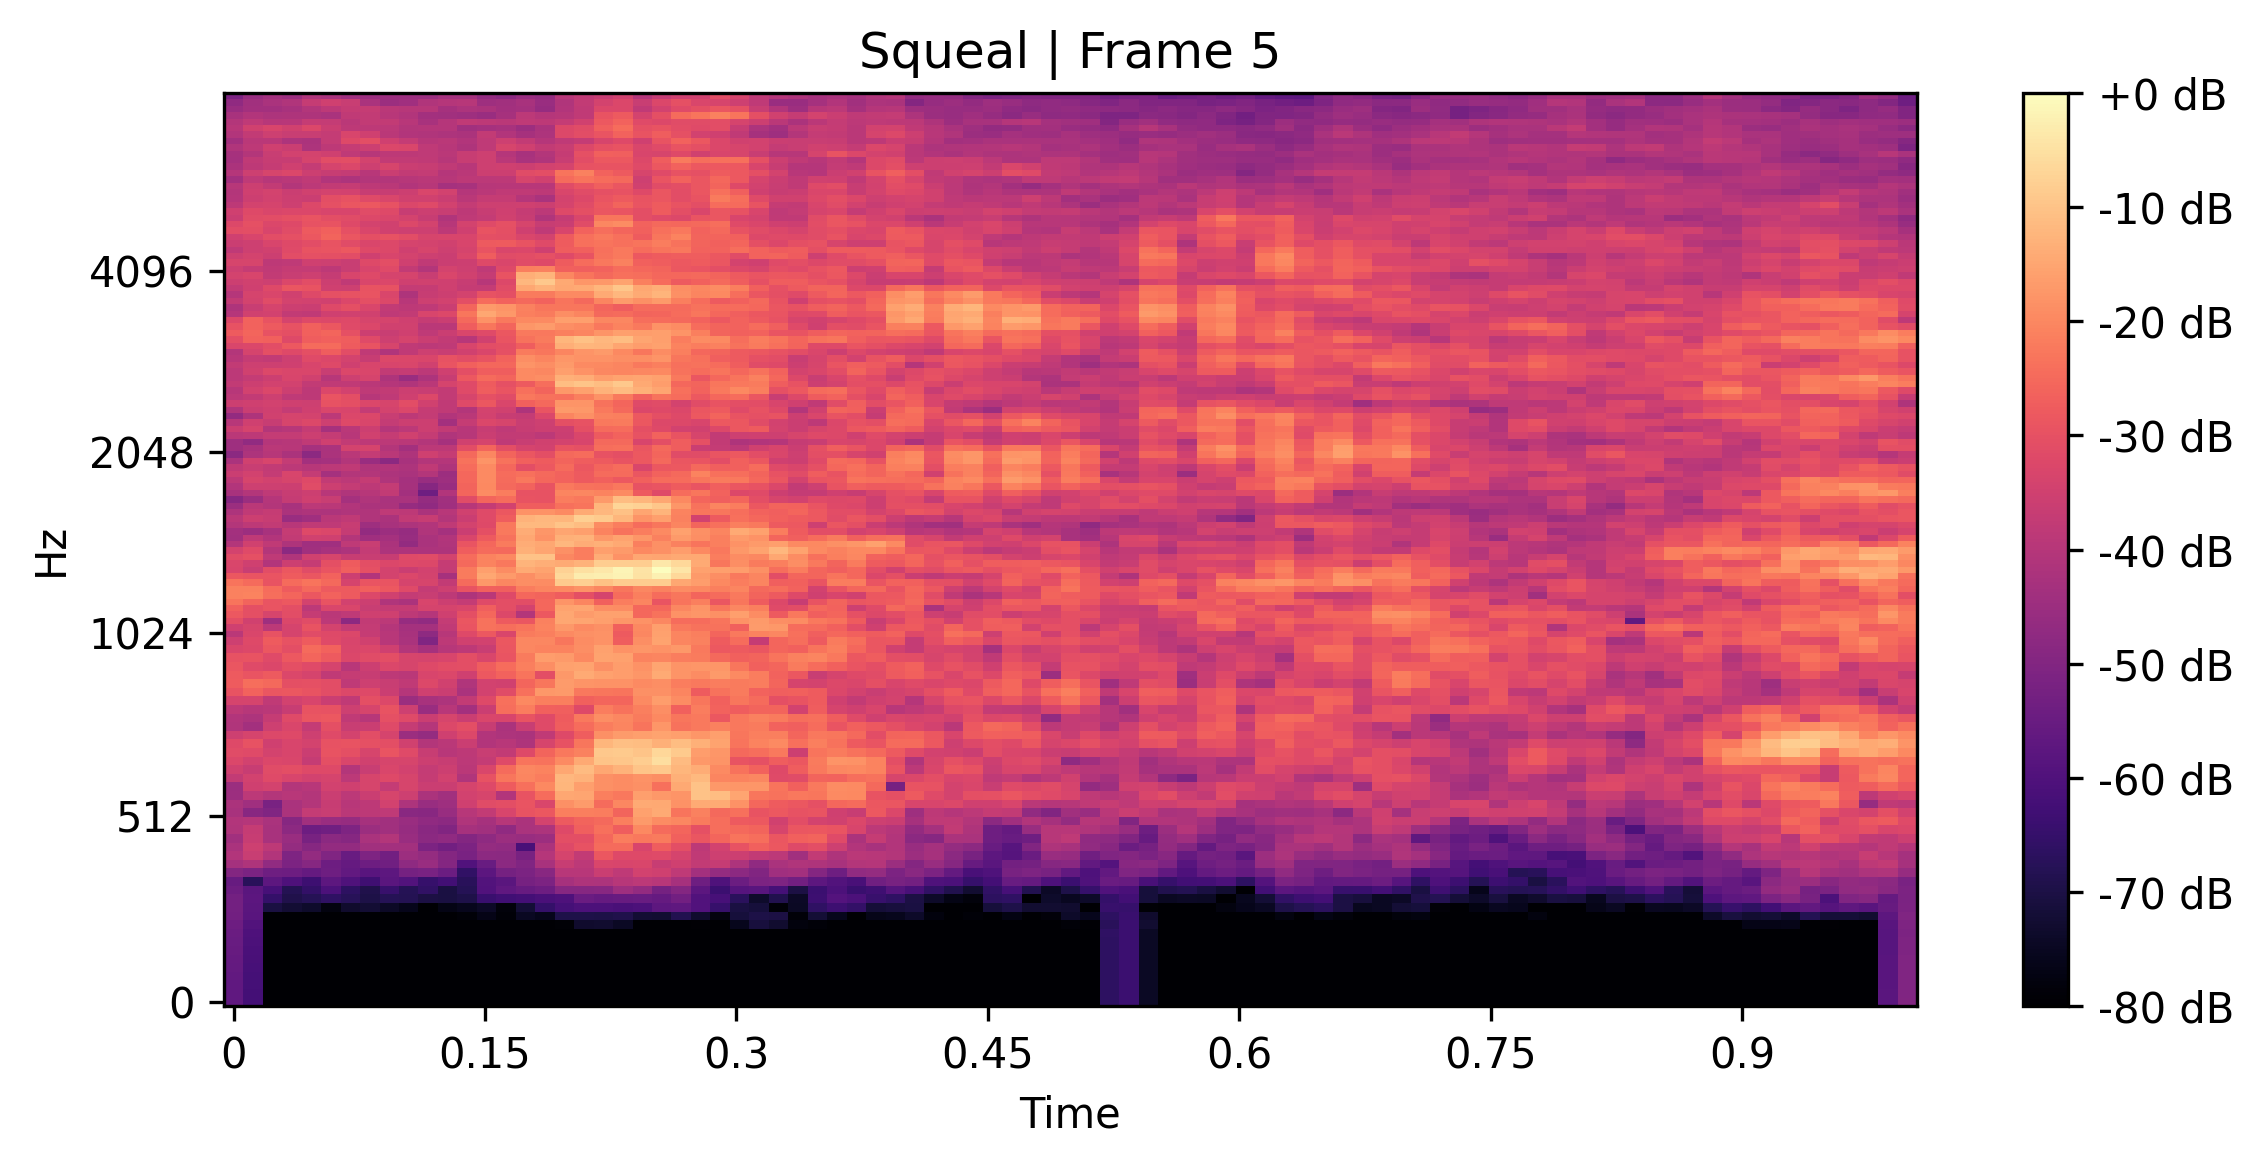 Squeal | Frame 5
+0 dB
-10 dB
-20 dB
-30 dB
-40 dB
-50 dB
-60 dB
-70 dB
-80 dB
4096
2048
1024
512
0
Hz
0 0.15 0.3 0.45 0.6 0.75 0.9
Time